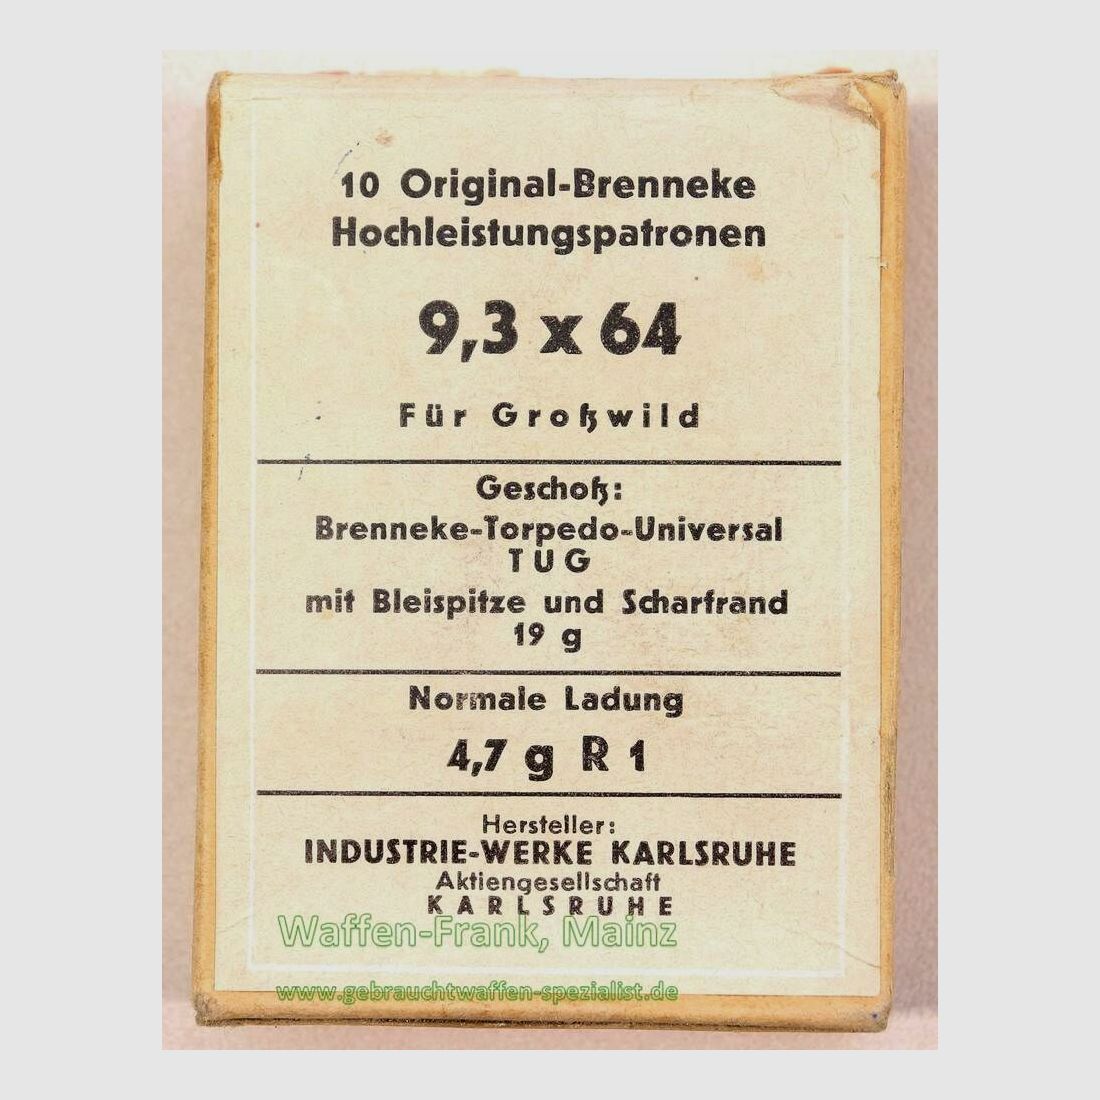 10 Original-Brenneke
Hochleistungspatronen
9,3 x 64
Für Großwild
Geschoß:
Brenneke-Torpedo-Universal
TUG
mit Bleispitze und Scharfrand
19 g
Normale Ladung
4,7 g R 1
Hersteller:
INDUSTRIE-WERKE KARLSRUHE
Aktiengesellschaft
KARLSRUHE
Waffen-Frank, Mainz
www.gebrauchtwaffen-spezialist.de